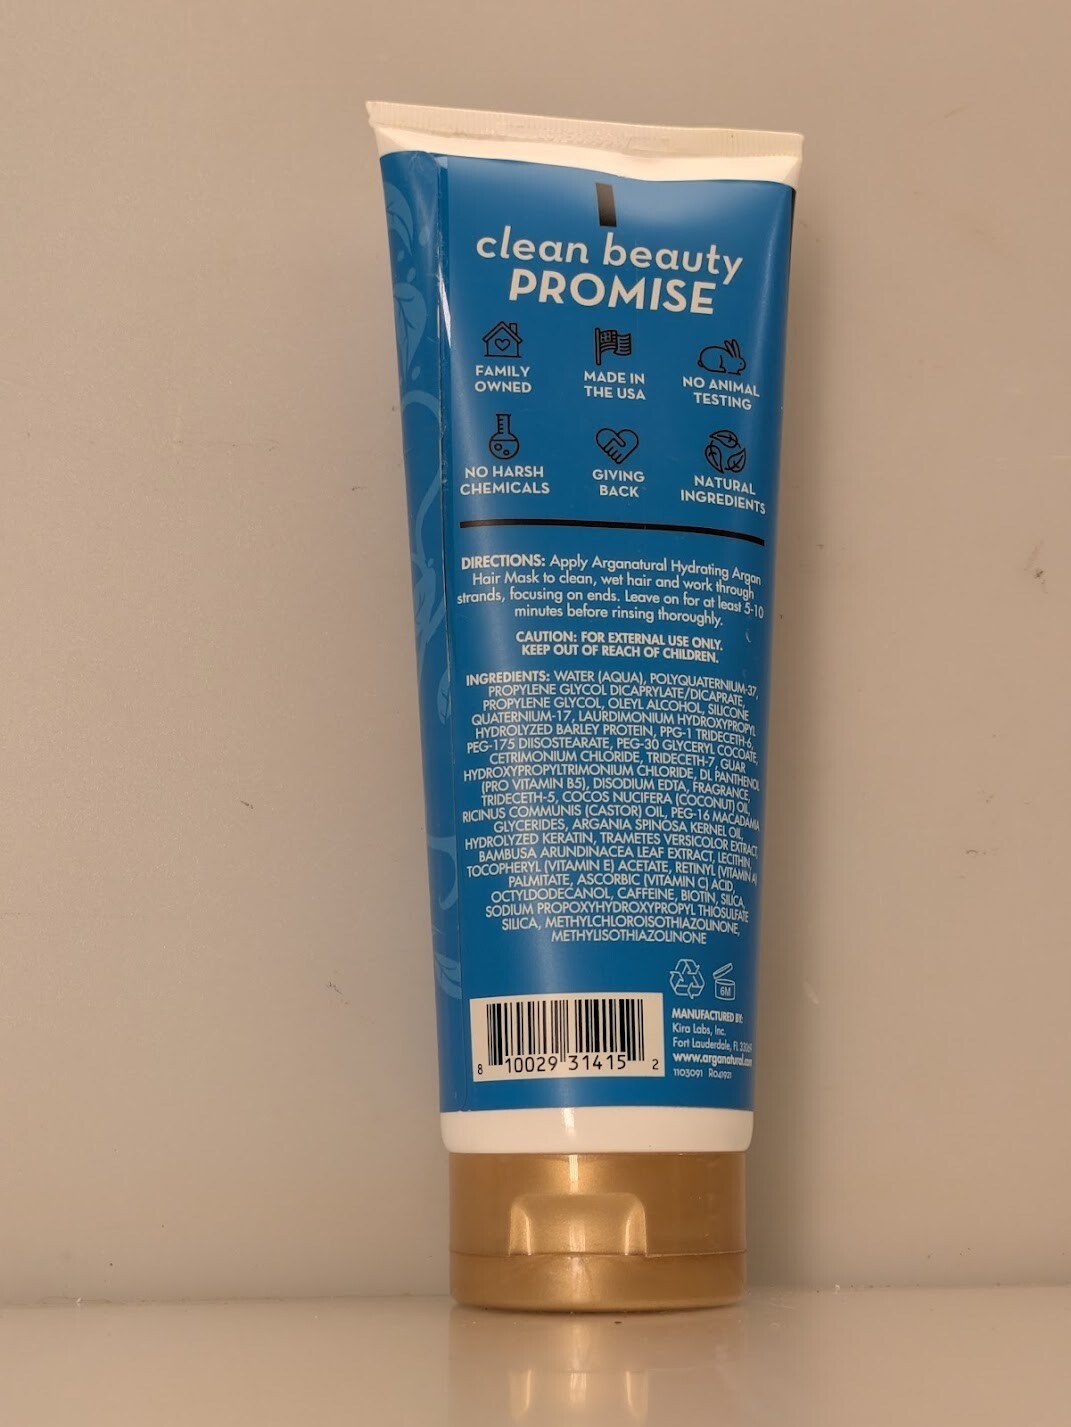 clean beauty
PROMISE
FAMILY
OWNED
MADE IN
THE USA
NO ANIMAL
TESTING
NO HARSH
CHEMICALS
GIVING
BACK
NATURAL
INGREDIENTS
DIRECTIONS: Apply Arganatural Hydrating Argan
Hair Mask to clean, wet hair and work through
strands, focusing on ends. Leave on for at least 5-10
minutes before rinsing thoroughly.
CAUTION: FOR EXTERNAL USE ONLY.
KEEP OUT OF REACH OF CHILDREN.
INGREDIENTS: WATER (AQUA), POLYQUATERNIUM-37,
PROPYLENE GLYCOL DICAPRYLATE/DICAPRATE,
PROPYLENE GLYCOL, OLEYL ALCOHOL, SILICONE
QUATERNIUM-17, LAURDIMONIUM HYDROXYPROPYL
HYDROLYZED BARLEY PROTEIN, PPG-1 TRIDECETH-6,
PEG-175 DIISOSTEARATE, PEG-30 GLYCERYL COCOATE,
CETRIMONIUM CHLORIDE, TRIDECETH-7, GUAR
HYDROXYPROPYLTRIMONIUM CHLORIDE, DL PANTHENOL
(PRO VITAMIN B5), DISODIUM EDTA, FRAGRANCE,
TRIDECETH-5, COCOS NUCIFERA (COCONUT) OIL,
RICINUS COMMUNIS (CASTOR) OIL, PEG-16 MACADAMIA
GLYCERIDES, ARGANIA SPINOSA KERNEL OIL,
HYDROLYZED KERATIN, TRAMETES VERSICOLOR EXTRACT,
BAMBUSA ARUNDINACEA LEAF EXTRACT, LECITHIN,
TOCOPHERYL (VITAMIN E) ACETATE, RETINYL (VITAMIN A)
PALMITATE, ASCORBIC (VITAMIN C) ACID,
OCTYLDODECANOL, CAFFEINE, BIOTIN, SILICA,
SODIUM PROPOXYHYDROXYPROPYL THIOSULFATE
SILICA, METHYLCHLOROISOTHIAZOLINONE,
METHYLISOTHIAZOLINONE
6M
MANUFACTURED BY:
Kira Labs, Inc.
Fort Lauderdale, FL 33069
www.arganatural.com
1103091 R040921
8 10029 31415 2